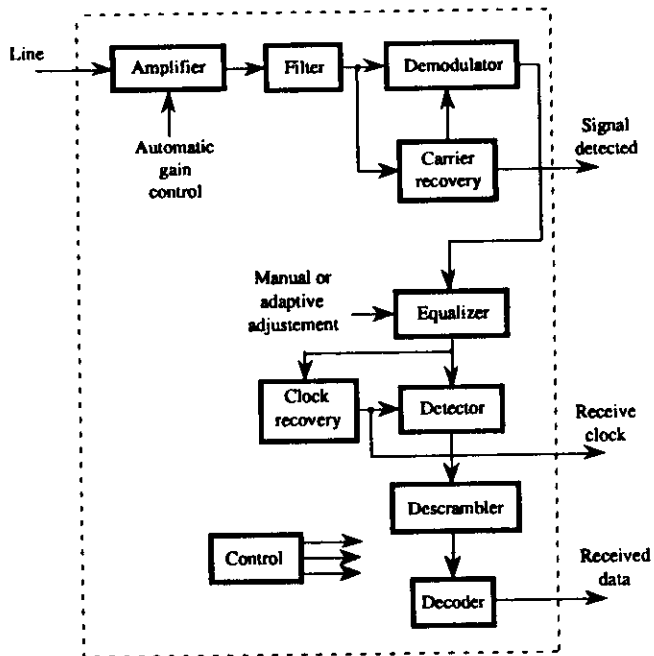 Line
Amplifier
Filter
Demodulator
Automatic
gain
control
Carrier
recovery
Signal
detected
Manual or
adaptive
adjustement
Equalizer
Clock
recovery
Detector
Receive
clock
Descrambler
Control
Decoder
Received
data